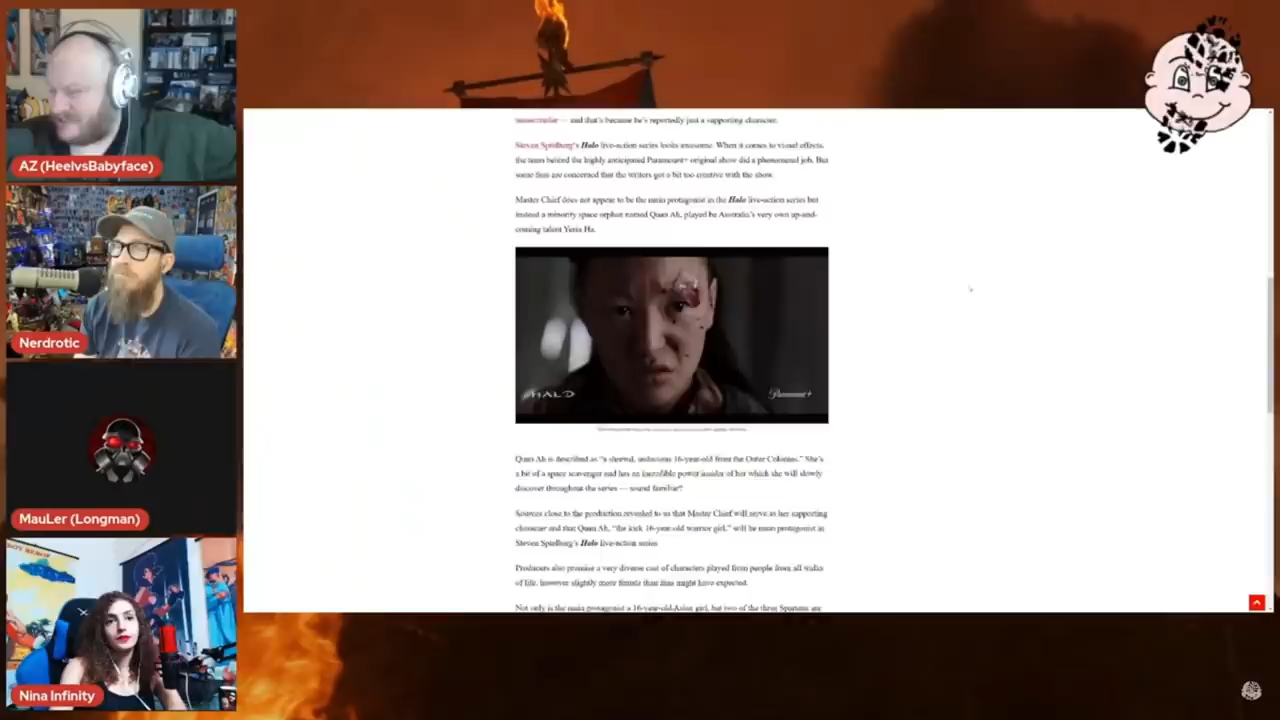 AZ (HeelvsBabyface)
Nerdrotic
MauLer (Longman)
Nina Infinity
— and that's because he's reportedly just a supporting character.
Steven Spielberg's Halo live-action series looks awesome. When it comes to visual effects,
the team behind the highly anticipated Paramount+ original show did a phenomenal job. But
some fans are concerned that the writers got a bit too creative with the show.
Master Chief does not appear to be the main protagonist in the Halo live-action series but
instead a minority space orphan named Quan Ah, played be Australia's very own up-and-
coming talent Yerin Ha.
HALO
Paramount+
Quan Ah is described as "a shrewd, audacious 16-year-old from the Outer Colonies." She's
a bit of a space scavenger and has an incredible power inside of her which she will slowly
discover throughout the series — sound familiar?
Sources close to the production revealed to us that Master Chief will serve as her supporting
character and that Quan Ah, "the kick 16-year-old warrior girl," will be main protagonist in
Steven Spielberg's Halo live-action series
Producers also promise a very diverse cast of characters played from people from all walks
of life, however slightly more female than fans might have expected.
Not only is the main protagonist a 16-year-old Asian girl, but two of the three Spartans are